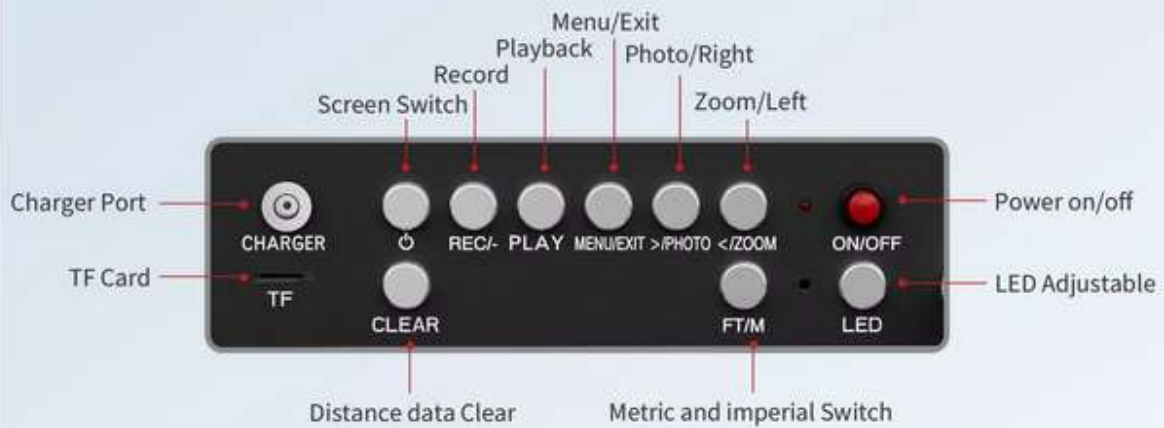 Menu/Exit
Playback
Photo/Right
Record
Zoom/Left
Screen Switch
Charger Port
Power on/off
CHARGER
REC/-
PLAY
MENU/EXIT
>/PHOTO
</ZOOM
ON/OFF
TF Card
LED Adjustable
TF
CLEAR
FT/M
LED
Distance data Clear
Metric and imperial Switch